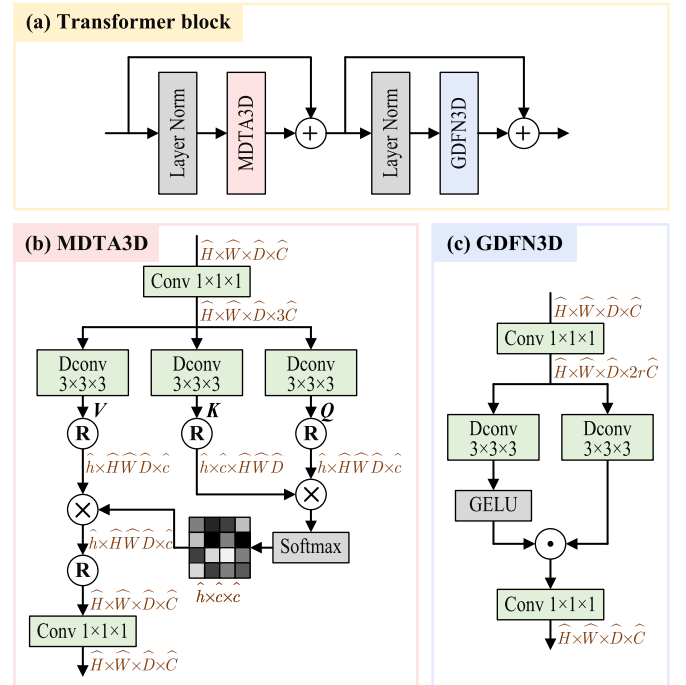 (a) Transformer block
Layer Norm
MDTA3D
+
Layer Norm
GDFN3D
+
(b) MDTA3D
Ĥ×Ŵ×D̂×Ĉ
Conv 1×1×1
Ĥ×Ŵ×D̂×3Ĉ
Dconv
3×3×3
Dconv
3×3×3
Dconv
3×3×3
V
K
Q
R
R
R
ĥ×ĤŴD̂×ĉ
ĥ×ĉ×ĤŴD̂
ĥ×ĤŴD̂×ĉ
×
×
ĥ×ĤŴD̂×ĉ
Softmax
R
ĥ×ĉ×ĉ
Ĥ×Ŵ×D̂×Ĉ
Conv 1×1×1
Ĥ×Ŵ×D̂×Ĉ
(c) GDFN3D
Ĥ×Ŵ×D̂×Ĉ
Conv 1×1×1
Ĥ×Ŵ×D̂×2rĈ
Dconv
3×3×3
Dconv
3×3×3
GELU
Conv 1×1×1
Ĥ×Ŵ×D̂×Ĉ